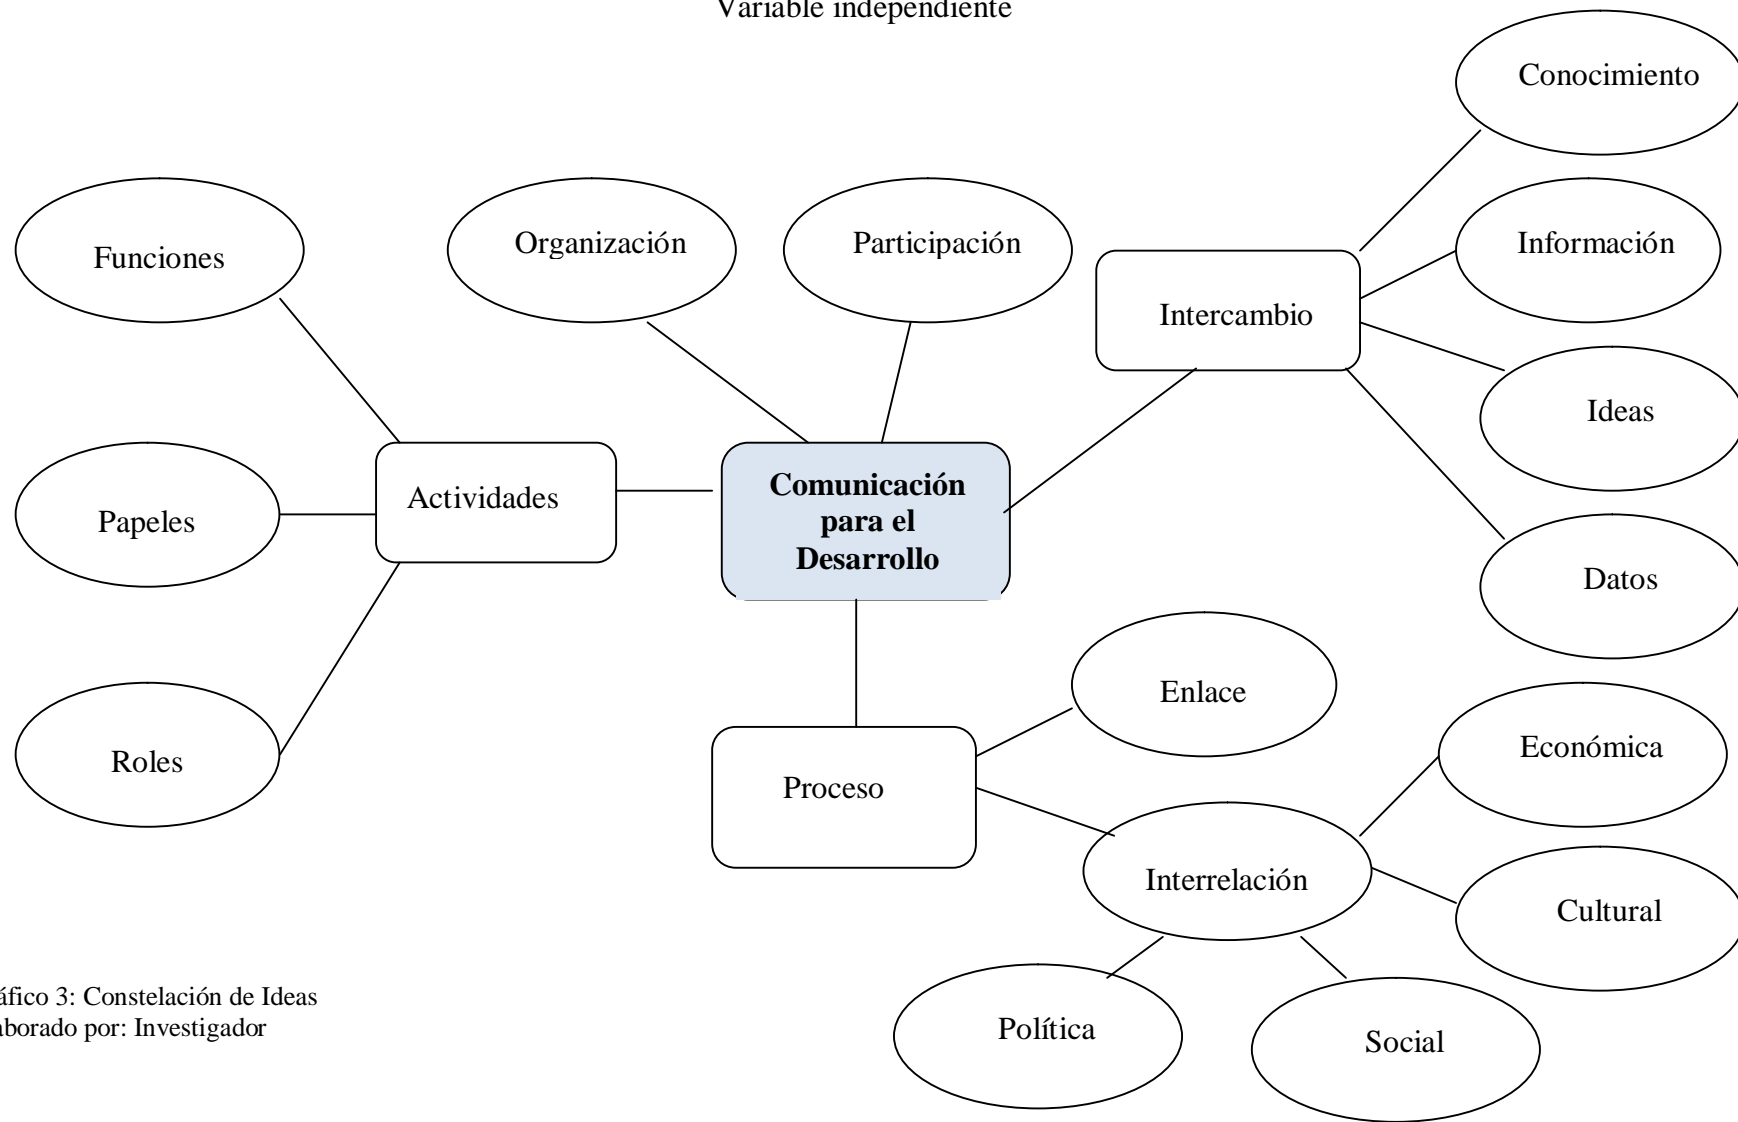 Variable independiente
Conocimiento
Funciones
Organización
Participación
Información
Intercambio
Ideas
Actividades
Comunicación
para el
Desarrollo
Papeles
Datos
Enlace
Roles
Proceso
Económica
Interrelación
Cultural
áfico 3: Constelación de Ideas
aborado por: Investigador
Política
Social